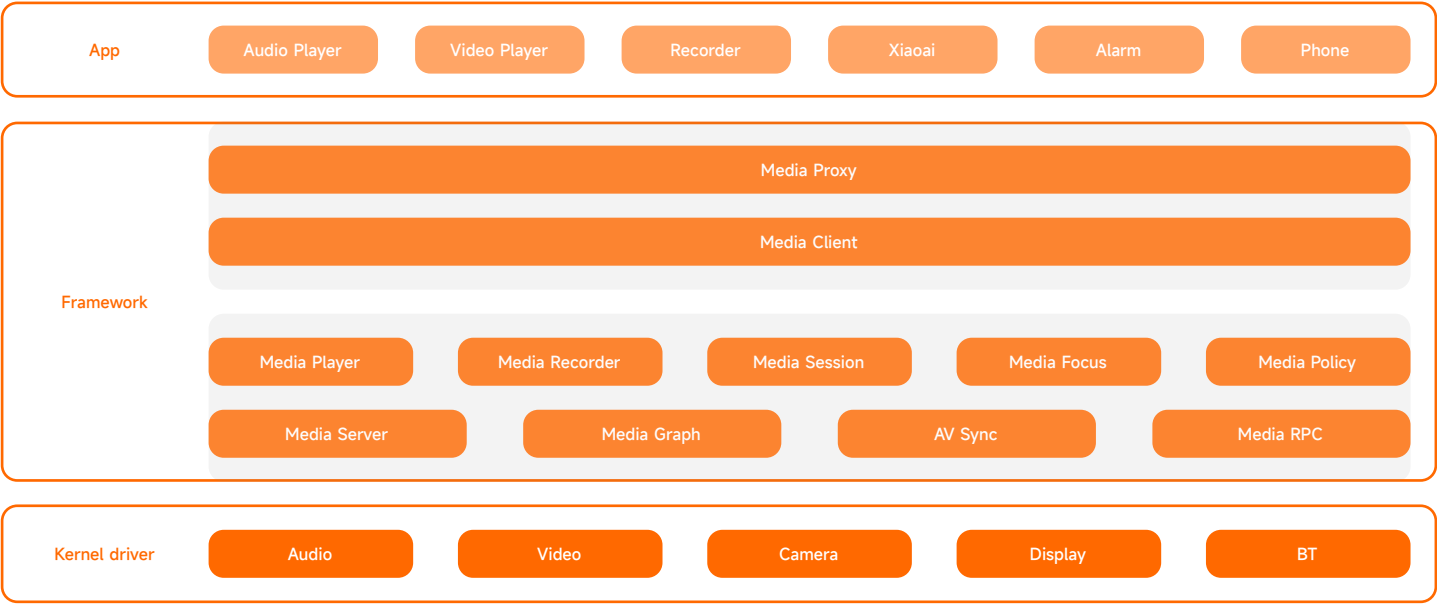 App
Audio Player
Video Player
Recorder
Xiaoai
Alarm
Phone
Framework
Media Proxy
Media Client
Media Player
Media Recorder
Media Session
Media Focus
Media Policy
Media Server
Media Graph
AV Sync
Media RPC
Kernel driver
Audio
Video
Camera
Display
BT